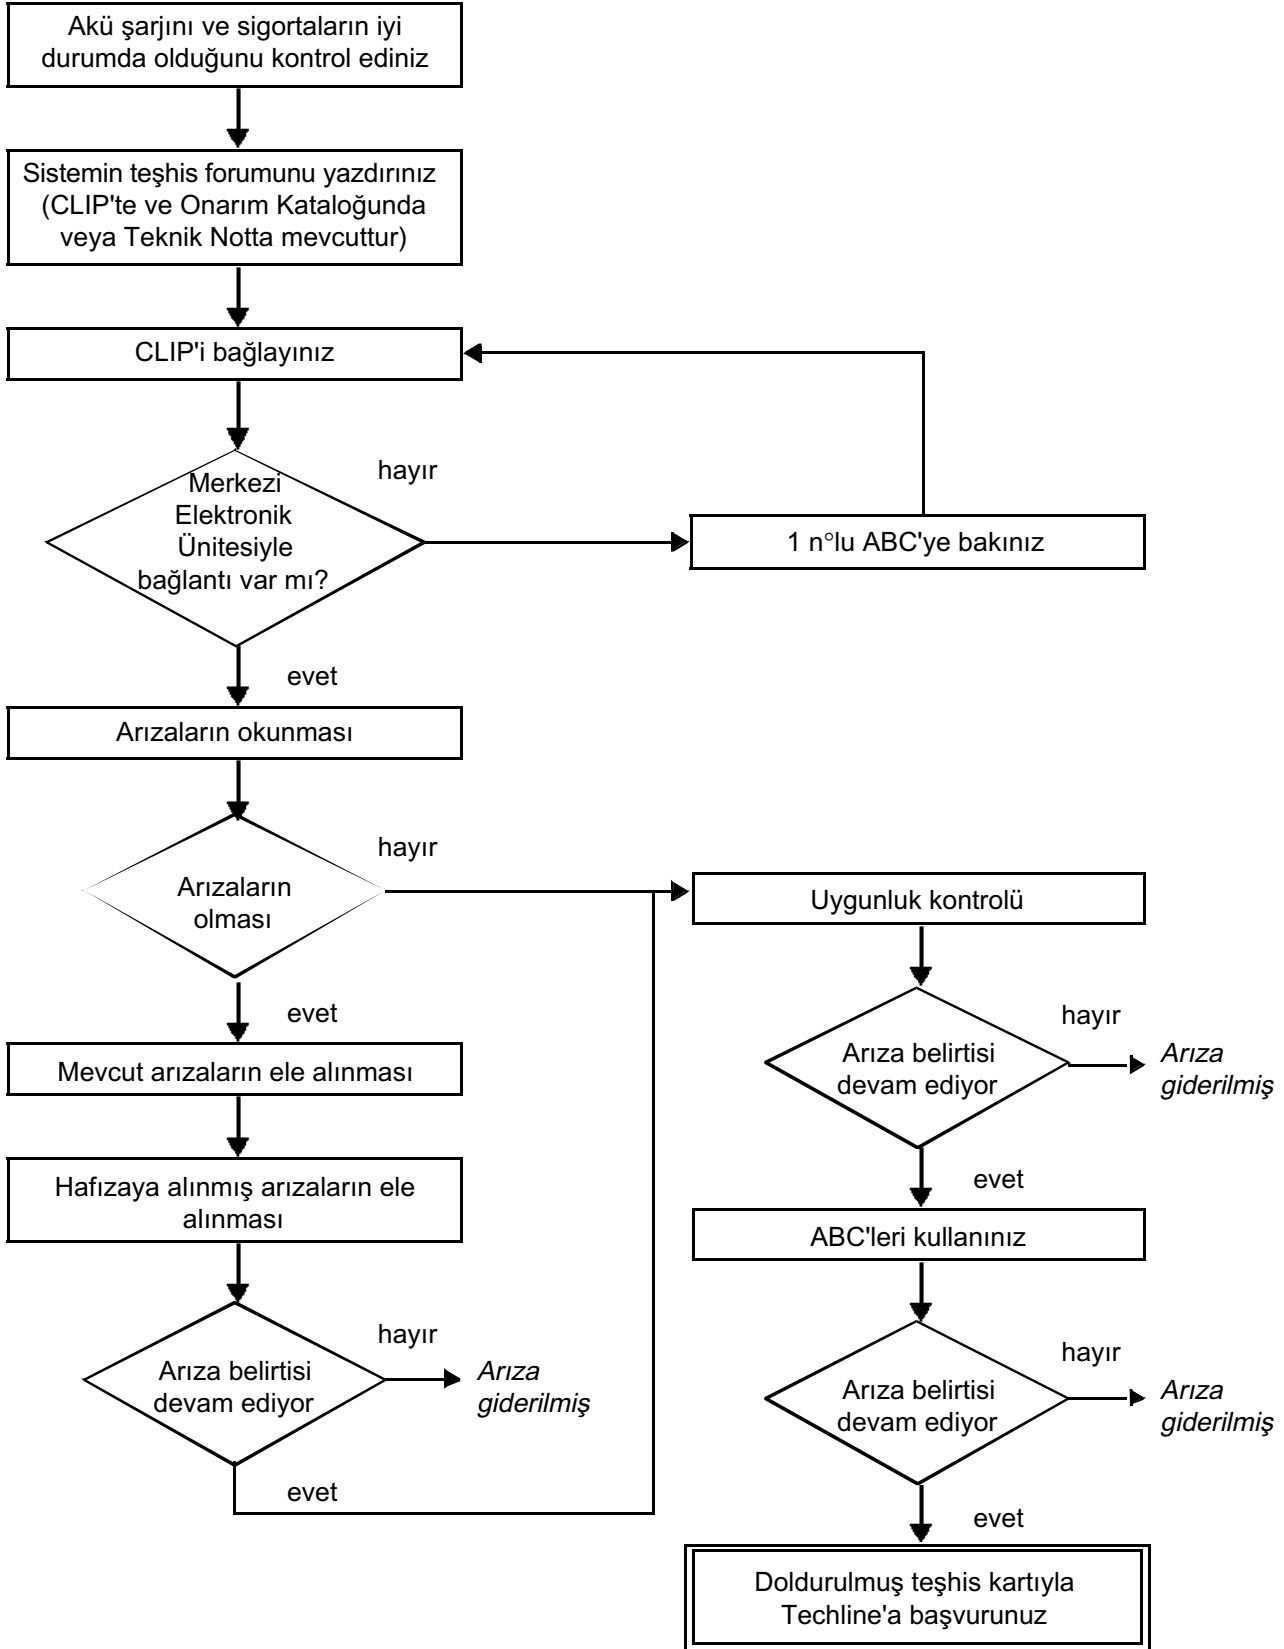 Akü şarjını ve sigortaların iyi
durumda olduğunu kontrol ediniz
Sistemin teşhis forumunu yazdırınız
(CLIP'te ve Onarım Kataloğunda
veya Teknik Notta mevcuttur)
CLIP'i bağlayınız
hayır
Merkezi
Elektronik
Ünitesiyle
bağlantı var mı?
1 n°lu ABC'ye bakınız
evet
Arızaların okunması
hayır
Arızaların
olması
evet
Mevcut arızaların ele alınması
Hafızaya alınmış arızaların ele
alınması
hayır
Arıza belirtisi
devam ediyor
Arıza
giderilmiş
evet
Uygunluk kontrolü
hayır
Arıza belirtisi
devam ediyor
Arıza
giderilmiş
evet
ABC'leri kullanınız
hayır
Arıza belirtisi
devam ediyor
Arıza
giderilmiş
evet
Doldurulmuş teşhis kartıyla
Techline'a başvurunuz